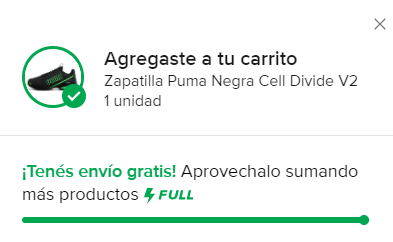 Agregaste a tu carrito
Zapatilla Puma Negra Cell Divide V2
1 unidad
¡Tenés envío gratis! Aprovechalo sumando
más productos FULL